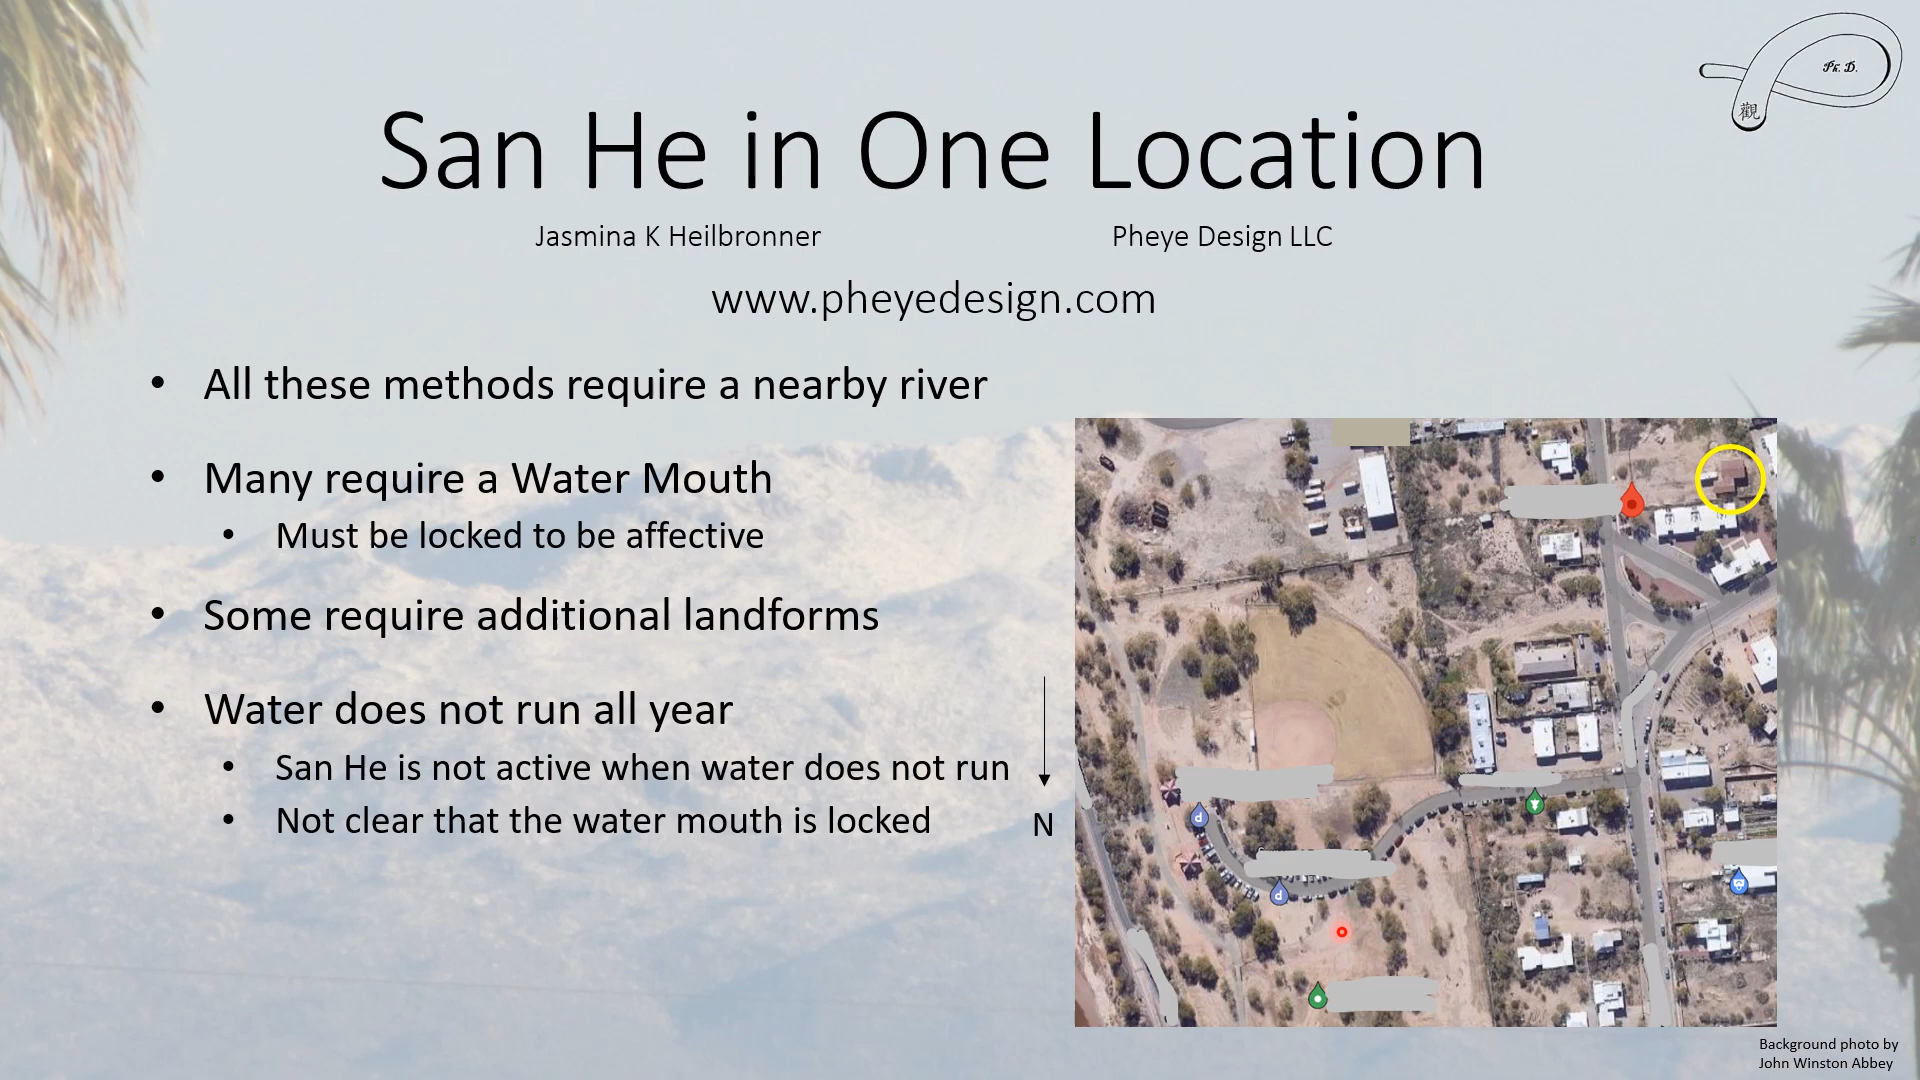 Ph. D.
觀
San He in One Location
Jasmina K Heilbronner Pheye Design LLC
www.pheyedesign.com
• All these methods require a nearby river
• Many require a Water Mouth
• Must be locked to be affective
• Some require additional landforms
• Water does not run all year
• San He is not active when water does not run
• Not clear that the water mouth is locked
N
d
d
Background photo by
John Winston Abbey